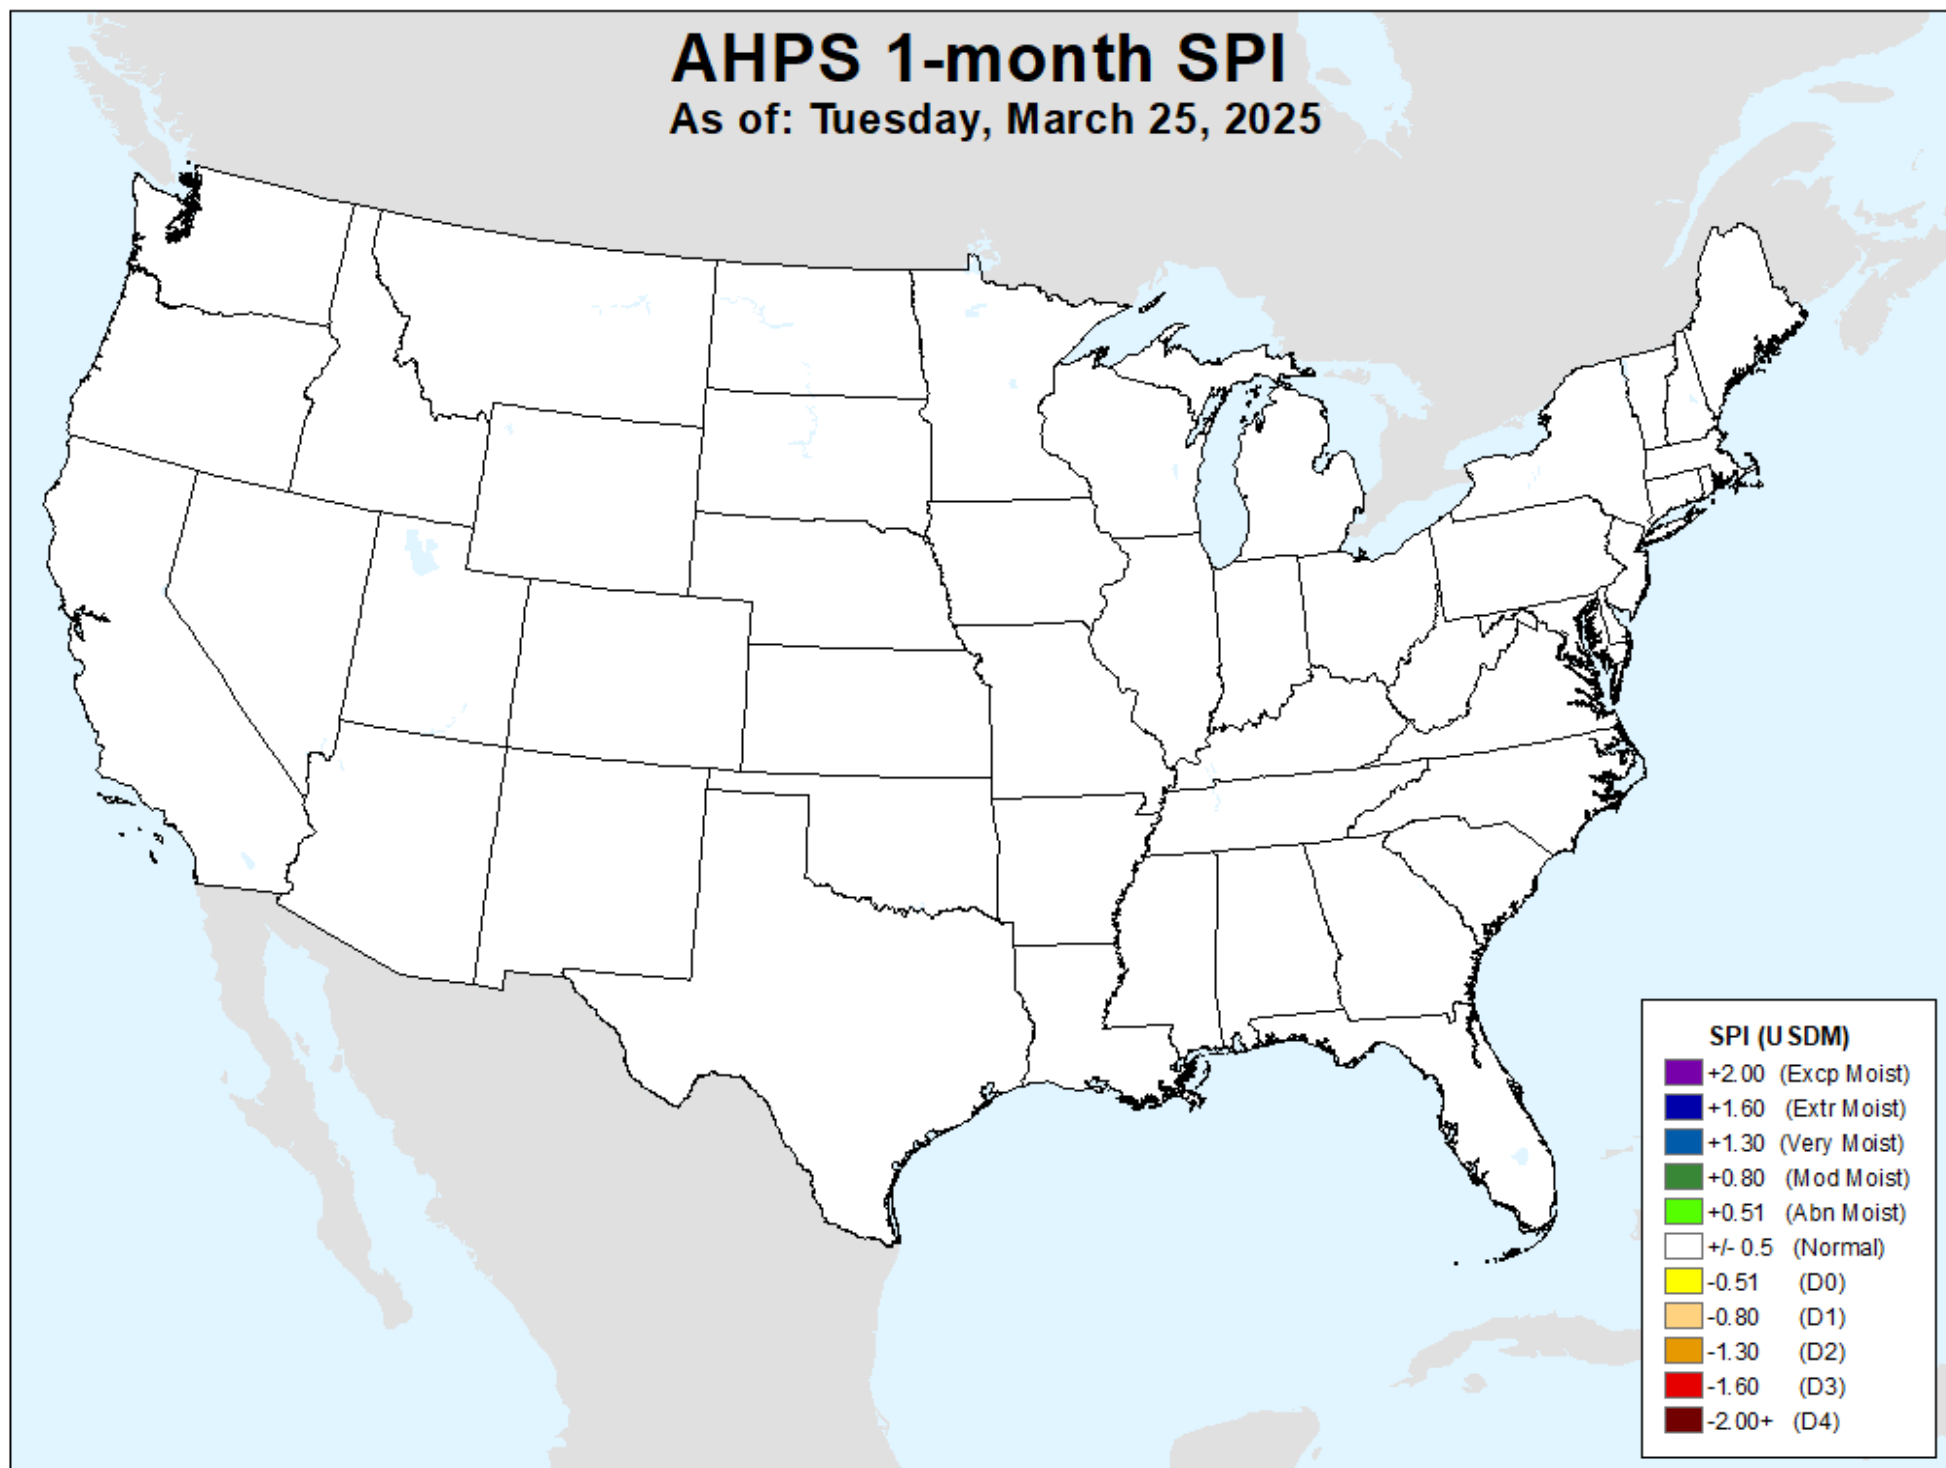 AHPS 1-month SPI
As of: Tuesday, March 25, 2025
SPI (USDM)
+2.00 (Excp Moist)
+1.60 (Extr Moist)
+1.30 (Very Moist)
+0.80 (Mod Moist)
+0.51 (Abn Moist)
+/- 0.5 (Normal)
-0.51 (D0)
-0.80 (D1)
-1.30 (D2)
-1.60 (D3)
-2.00+ (D4)